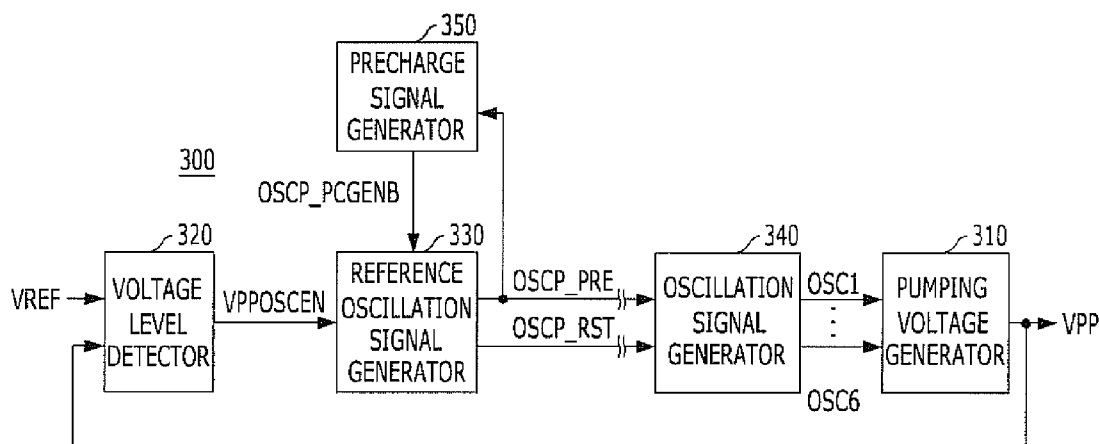 350
PRECHARGE
SIGNAL
GENERATOR
300
OSCP_PCGENB
320
330
340
310
VREF
VOLTAGE
LEVEL
DETECTOR
VPPOSCEN
REFERENCE
OSCILLATION
SIGNAL
GENERATOR
OSCP_PRE
OSCP_RST
OSCILLATION
SIGNAL
GENERATOR
OSC1
OSC6
PUMPING
VOLTAGE
GENERATOR
VPP